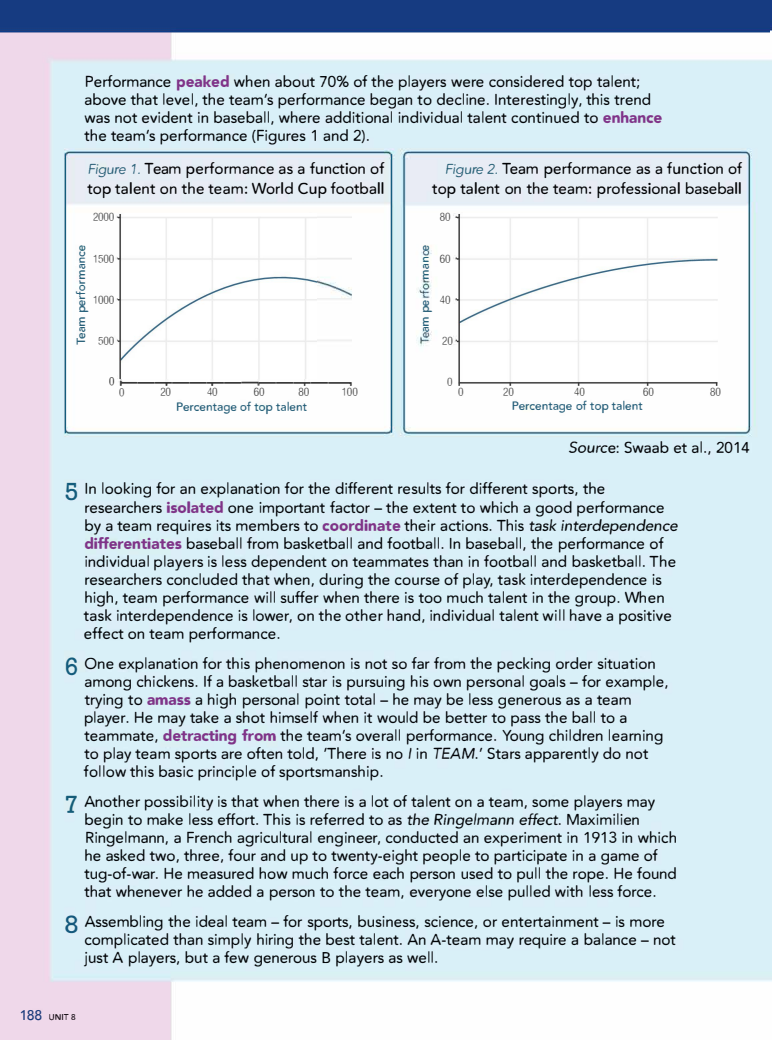 Performance peaked when about 70% of the players were considered top talent;
above that level, the team's performance began to decline. Interestingly, this trend
was not evident in baseball, where additional individual talent continued to enhance
the team's performance (Figures 1 and 2).
Figure 1. Team performance as a function of
top talent on the team: World Cup football
2000
1500
1000
500
0
Team performance
0 20 40 60 80 100
Percentage of top talent
Figure 2. Team performance as a function of
top talent on the team: professional baseball
80
60
40
20
0
Team performance
0 20 40 60 80
Percentage of top talent
Source: Swaab et al., 2014
5 In looking for an explanation for the different results for different sports, the
researchers isolated one important factor – the extent to which a good performance
by a team requires its members to coordinate their actions. This task interdependence
differentiates baseball from basketball and football. In baseball, the performance of
individual players is less dependent on teammates than in football and basketball. The
researchers concluded that when, during the course of play, task interdependence is
high, team performance will suffer when there is too much talent in the group. When
task interdependence is lower, on the other hand, individual talent will have a positive
effect on team performance.
6 One explanation for this phenomenon is not so far from the pecking order situation
among chickens. If a basketball star is pursuing his own personal goals – for example,
trying to amass a high personal point total – he may be less generous as a team
player. He may take a shot himself when it would be better to pass the ball to a
teammate, detracting from the team's overall performance. Young children learning
to play team sports are often told, 'There is no I in TEAM.' Stars apparently do not
follow this basic principle of sportsmanship.
7 Another possibility is that when there is a lot of talent on a team, some players may
begin to make less effort. This is referred to as the Ringelmann effect. Maximilien
Ringelmann, a French agricultural engineer, conducted an experiment in 1913 in which
he asked two, three, four and up to twenty-eight people to participate in a game of
tug-of-war. He measured how much force each person used to pull the rope. He found
that whenever he added a person to the team, everyone else pulled with less force.
8 Assembling the ideal team – for sports, business, science, or entertainment – is more
complicated than simply hiring the best talent. An A-team may require a balance – not
just A players, but a few generous B players as well.
188 UNIT 8